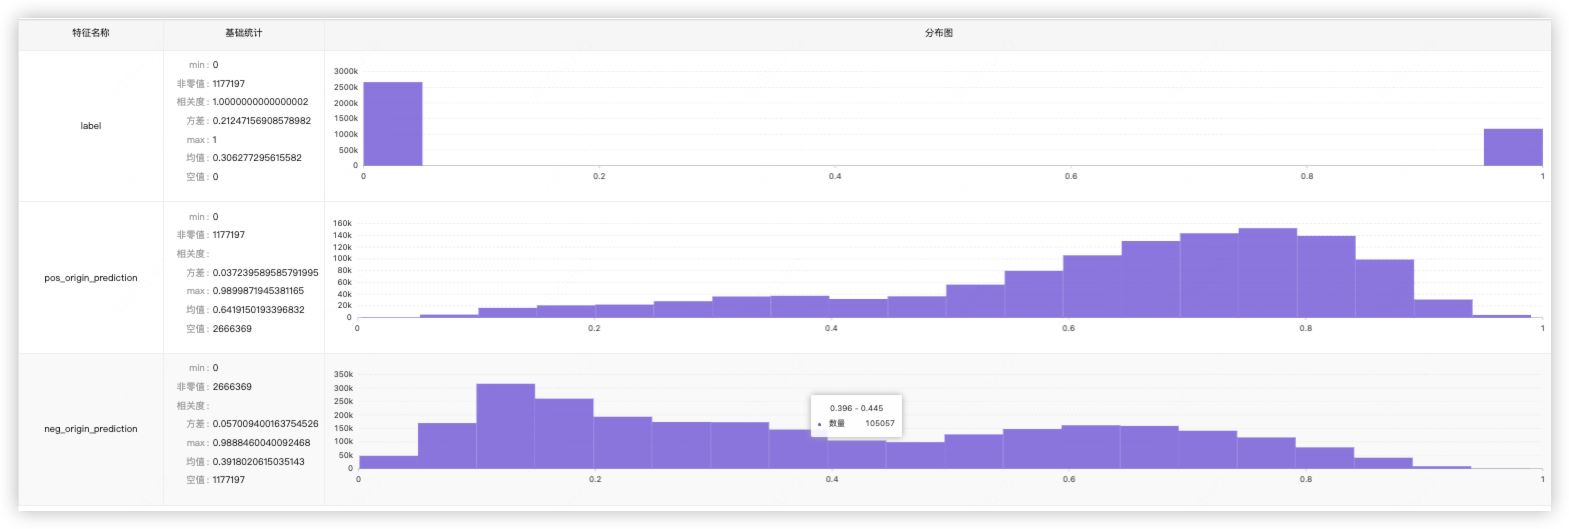 特征名称 基础统计 分布图
label
min : 0
非零值 : 1177197
相关度 : 1.0000000000000002
方差 : 0.21247156908578982
max : 1
均值 : 0.306277295615582
空值 : 0
3000k
2500k
2000k
1500k
1000k
500k
0
0 0.2 0.4 0.6 0.8 1
pos_origin_prediction
min : 0
非零值 : 1177197
相关度 :
方差 : 0.037239589585791995
max : 0.9899871945381165
均值 : 0.6419150193396832
空值 : 2666369
160k
140k
120k
100k
80k
60k
40k
20k
0
0 0.2 0.4 0.6 0.8 1
neg_origin_prediction
min : 0
非零值 : 2666369
相关度 :
方差 : 0.057009400163754526
max : 0.9888460040092468
均值 : 0.3918020615035143
空值 : 1177197
350k
300k
250k
200k
150k
100k
50k
0
0.396 - 0.445
数量 105057
0 0.2 0.4 0.6 0.8 1